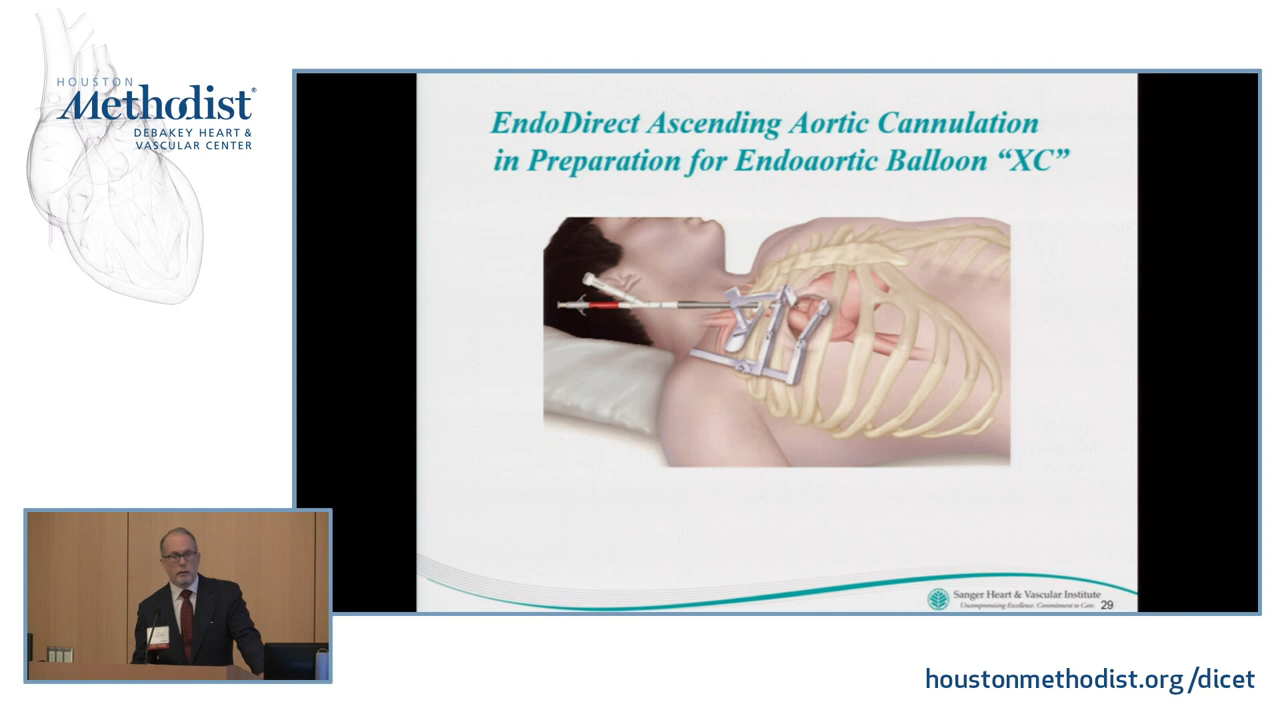 HOUSTON
Methodist®
DEBAKEY HEART &
VASCULAR CENTER
EndoDirect Ascending Aortic Cannulation
in Preparation for Endoaortic Balloon “XC”
Sanger Heart & Vascular Institute
Uncompromising Excellence. Commitment to Care.
29
houstonmethodist.org/dicet